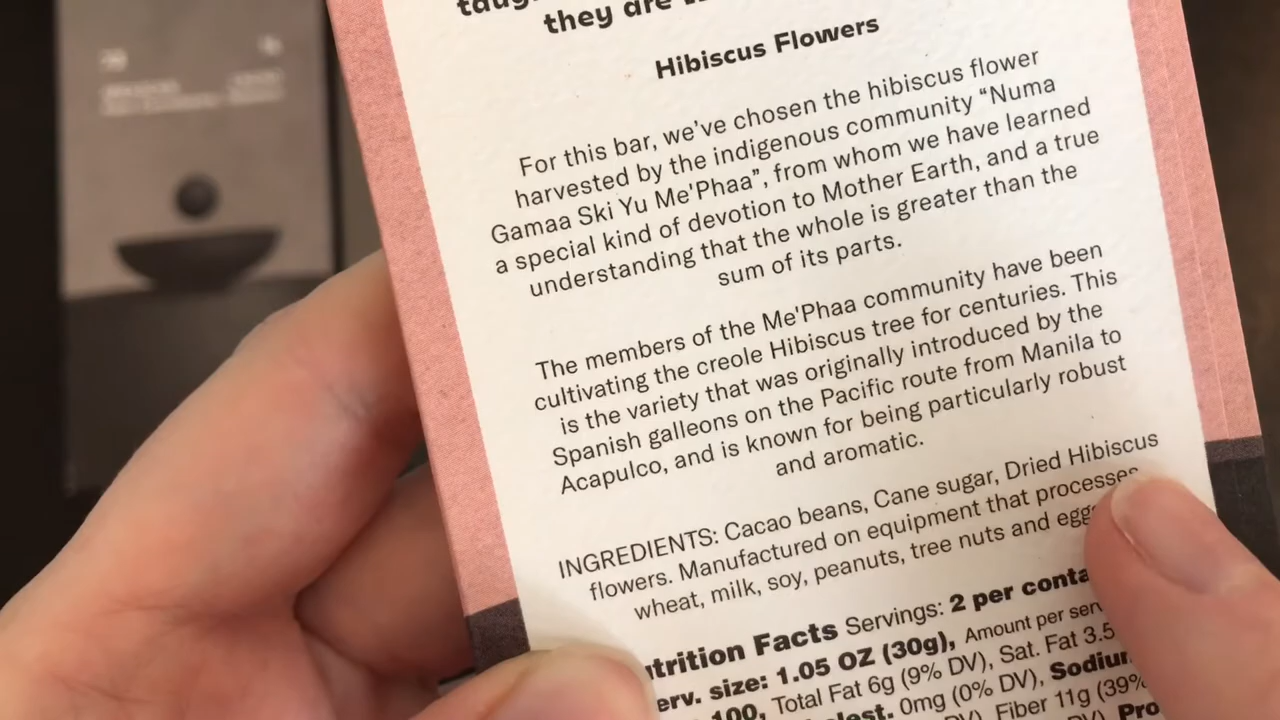 they are
Hibiscus Flowers
For this bar, we've chosen the hibiscus flower
harvested by the indigenous community “Numa
Gamaa Ski Yu Me'Phaa”, from whom we have learned
a special kind of devotion to Mother Earth, and a true
understanding that the whole is greater than the
sum of its parts.
The members of the Me'Phaa community have been
cultivating the creole Hibiscus tree for centuries. This
is the variety that was originally introduced by the
Spanish galleons on the Pacific route from Manila to
Acapulco, and is known for being particularly robust
and aromatic.
INGREDIENTS: Cacao beans, Cane sugar, Dried Hibiscus
flowers. Manufactured on equipment that processes
wheat, milk, soy, peanuts, tree nuts and egg
trition Facts Servings: 2 per conta
erv. size: 1.05 OZ (30g), Amount per serv
100, Total Fat 6g (9% DV), Sat. Fat 3.5
lest. 0mg (0% DV), Sodium
DV), Fiber 11g (39%
Pro